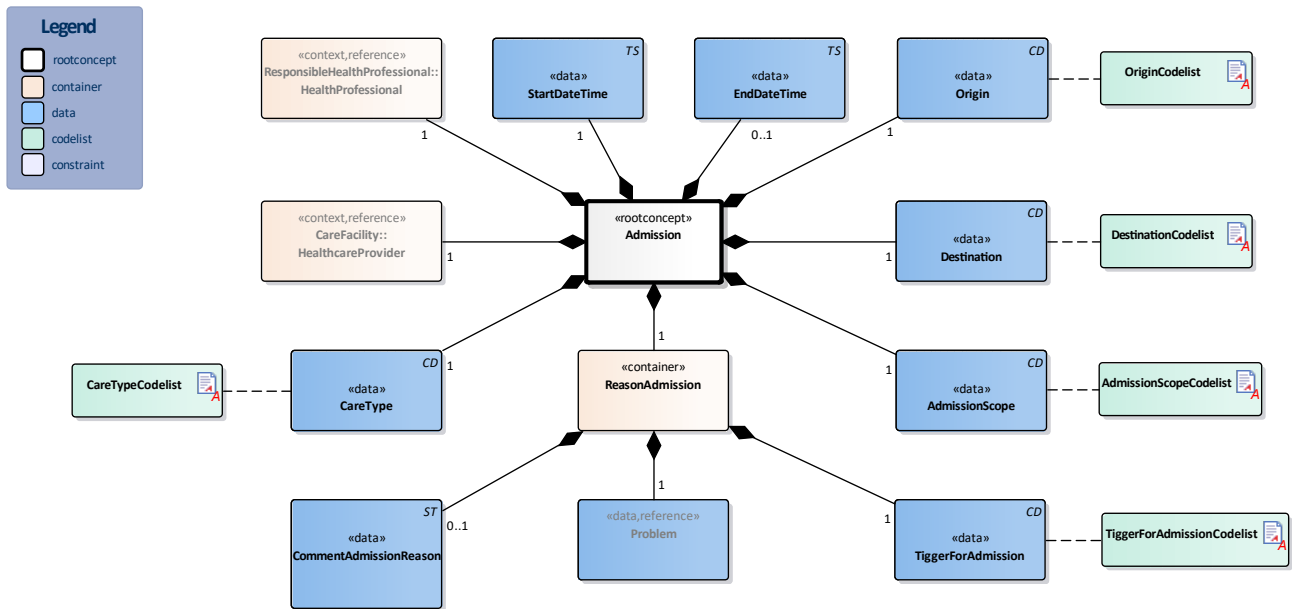 Legend
rootconcept
container
data
codelist
constraint
«context,reference»
ResponsibleHealthProfessional::
HealthProfessional
1
TS
«data»
StartDateTime
1
TS
«data»
EndDateTime
0..1
CD
«data»
Origin
1
OriginCodelist
A
«context,reference»
CareFacility::
HealthcareProvider
1
«rootconcept»
Admission
CD
«data»
Destination
1
DestinationCodelist
A
CareTypeCodelist
A
CD
«data»
CareType
1
1
«container»
ReasonAdmission
CD
«data»
AdmissionScope
1
AdmissionScopeCodelist
A
ST
«data»
CommentAdmissionReason
0..1
1
«data,reference»
Problem
CD
«data»
TiggerForAdmission
1
TiggerForAdmissionCodelist
A